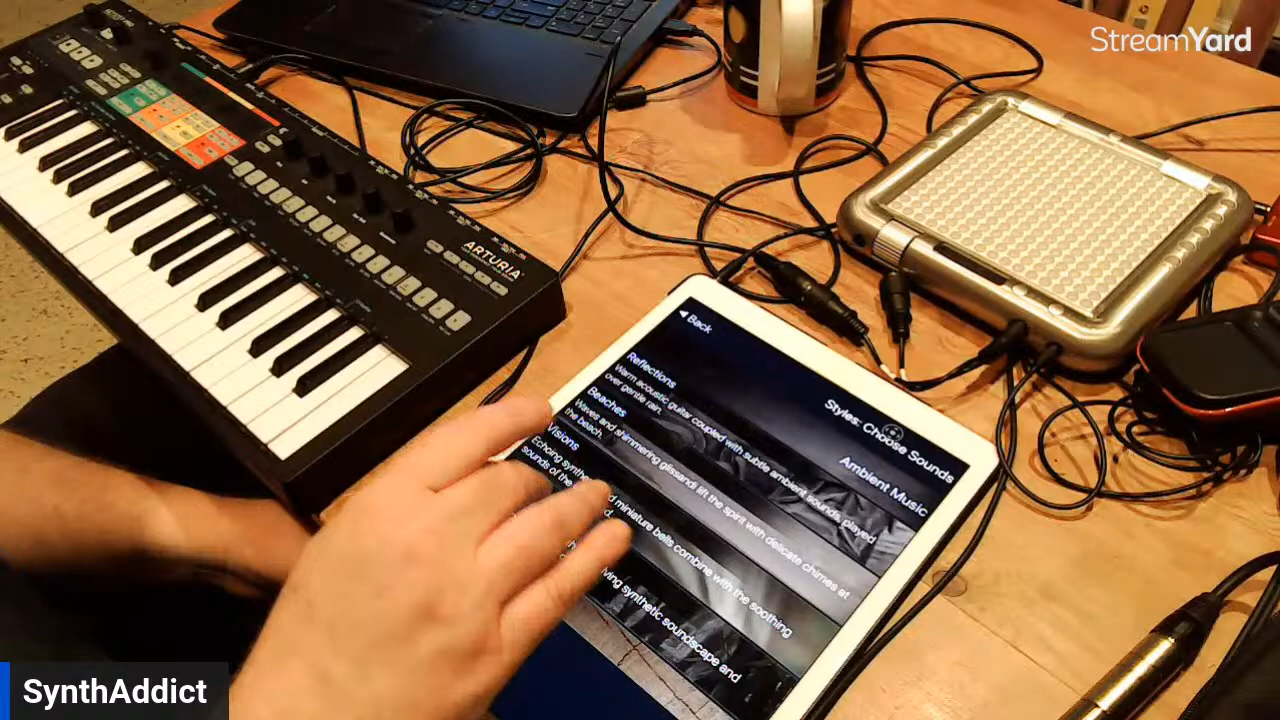 StreamYard
ARTURIA
Back
Styles: Choose Sounds
Ambient Music
Reflections
Warm acoustic guitar coupled with subtle ambient sounds, played
over gentle rain.
Beaches
Waves and shimmering glissandi lift the spirit with delicate chimes at
the beach.
Visions
Echoing synth
miniature bells combine with the soothing
sounds of the
synthetic soundscape and
SynthAddict